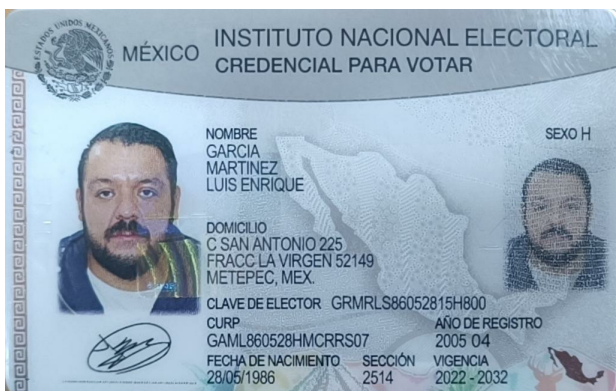 ESTADOS UNIDOS MEXICANOS
MÉXICO INSTITUTO NACIONAL ELECTORAL
CREDENCIAL PARA VOTAR
NOMBRE
GARCIA
MARTINEZ
LUIS ENRIQUE
SEXO H
DOMICILIO
C SAN ANTONIO 225
FRACC LA VIRGEN 52149
METEPEC, MEX.
CLAVE DE ELECTOR GRMRLS86052815H800
CURP
GAML860528HMCRRS07
AÑO DE REGISTRO
2005 04
FECHA DE NACIMIENTO
28/05/1986
SECCIÓN
2514
VIGENCIA
2022 - 2032